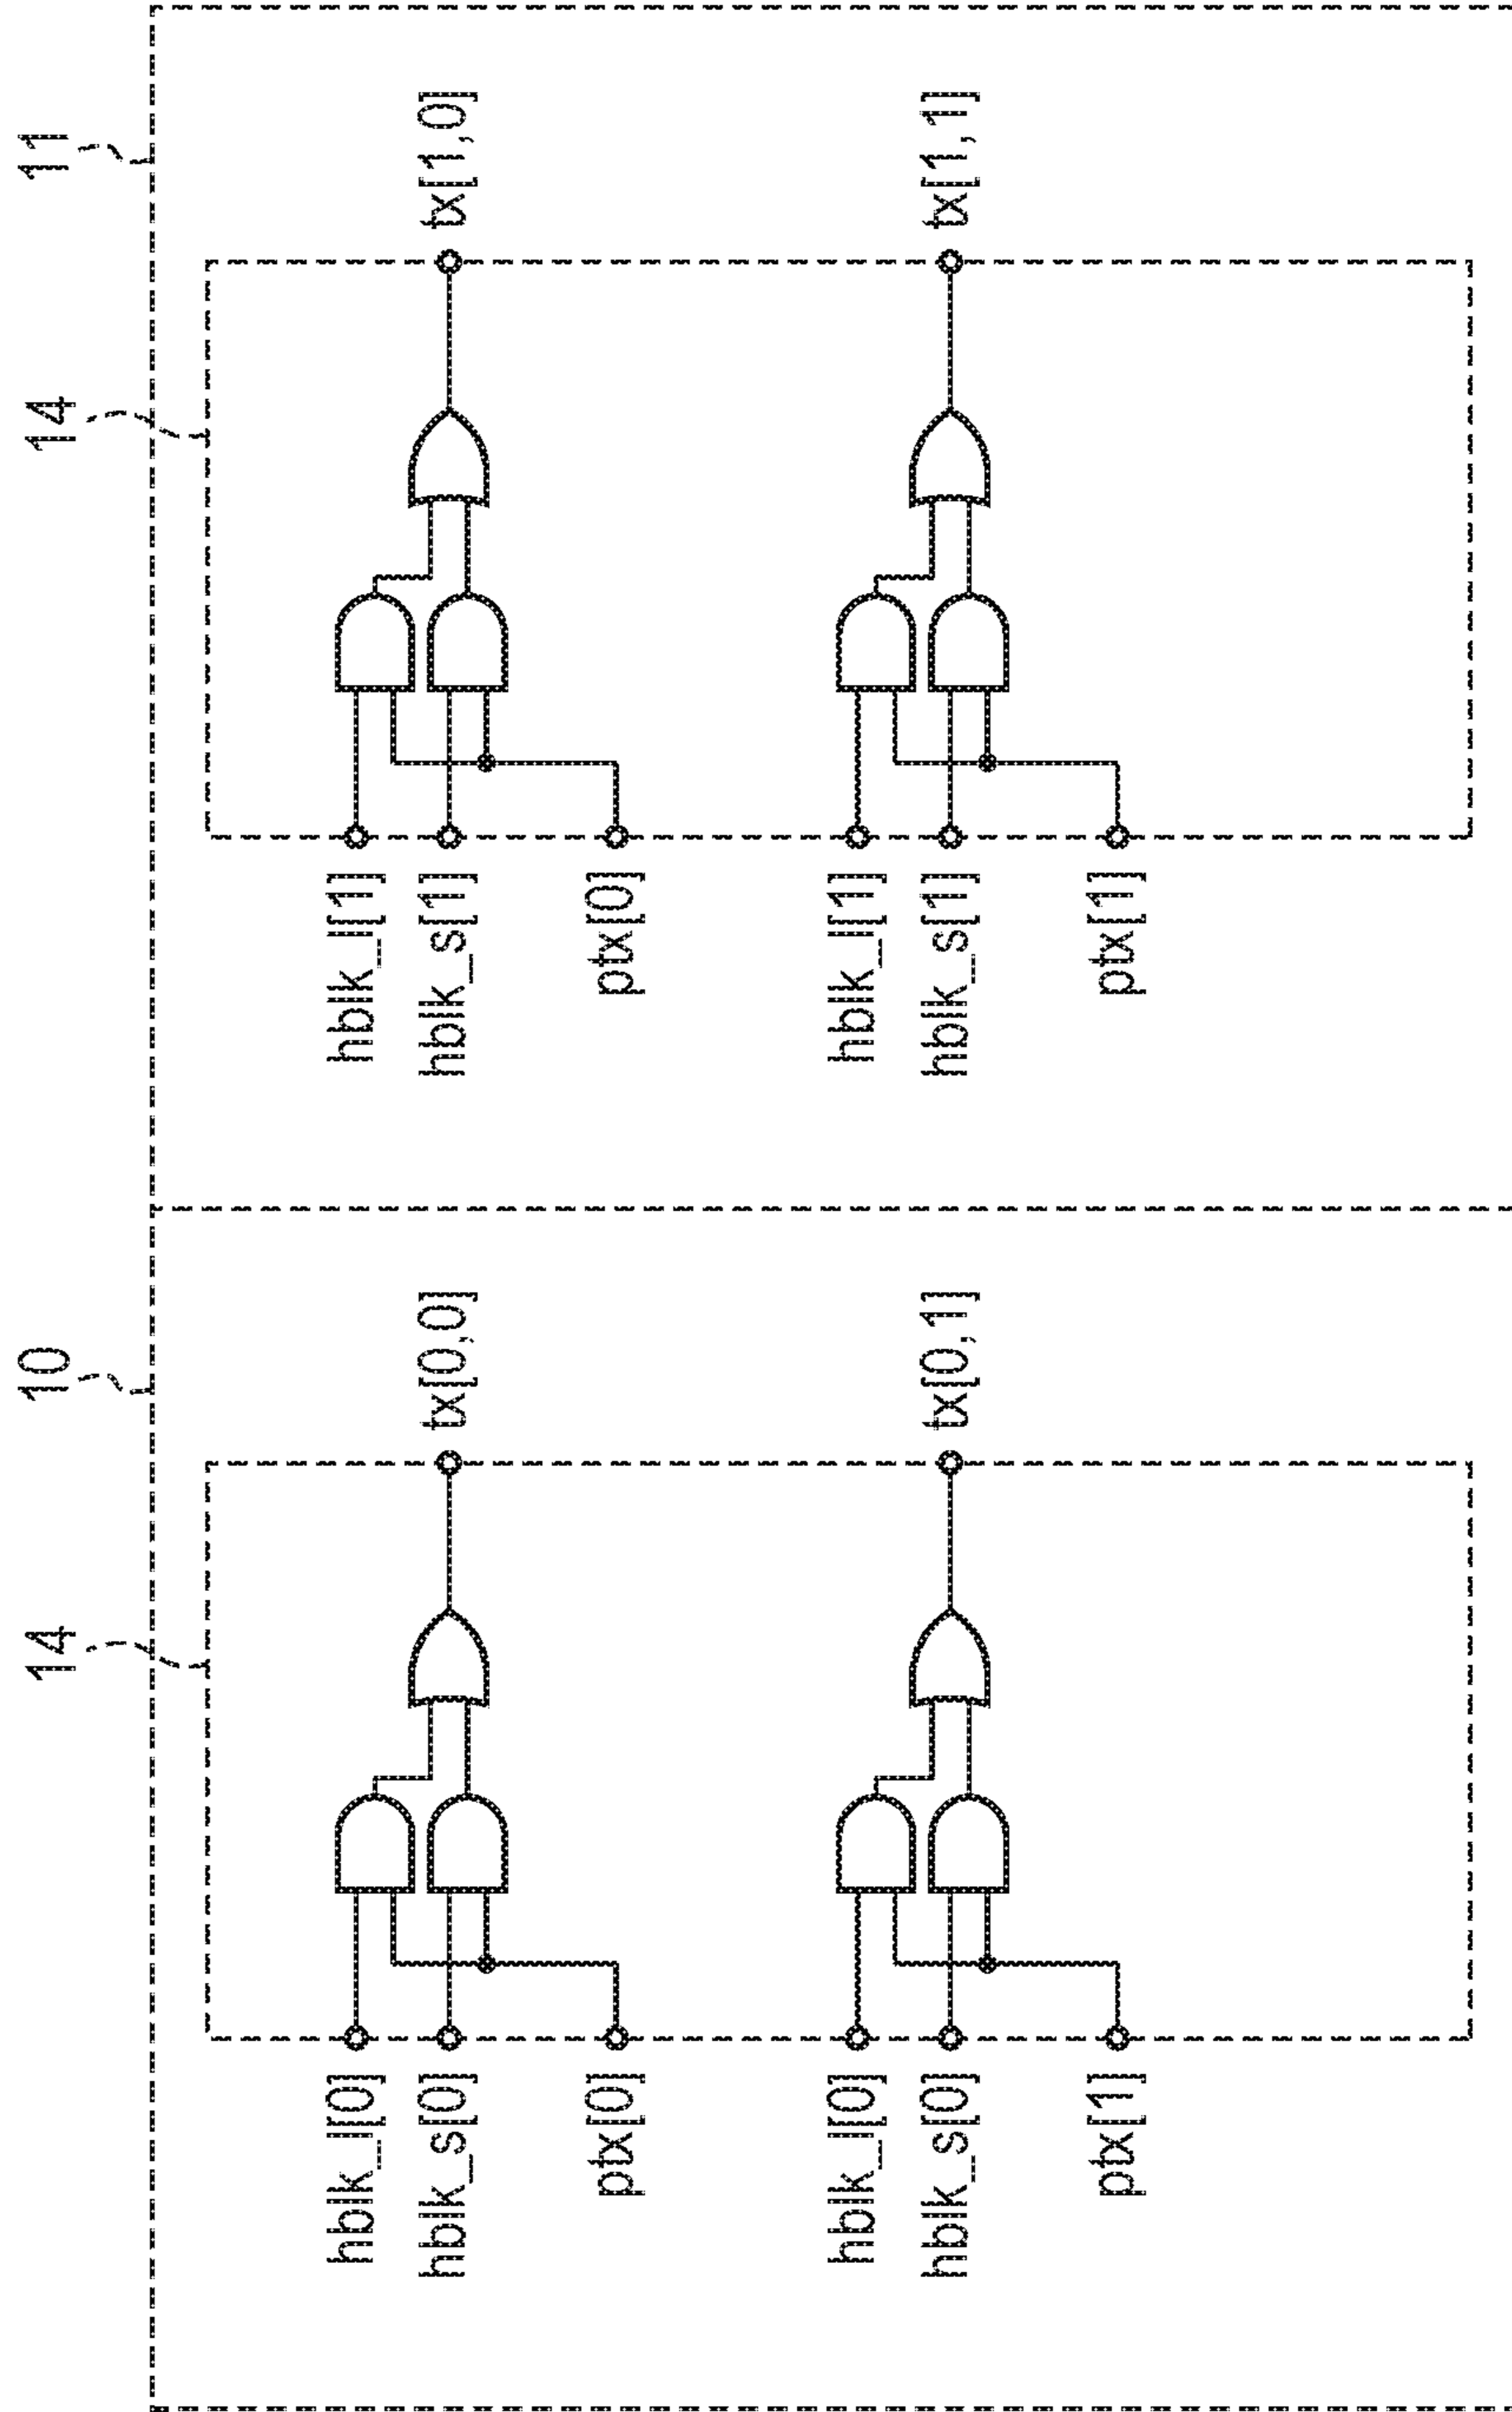 10
14
hblk_l[0]
hblk_s[0]
ptx[0]
tx[0,0]
hblk_l[0]
hblk_s[0]
ptx[1]
tx[0,1]
11
14
hblk_l[1]
hblk_s[1]
ptx[0]
tx[1,0]
hblk_l[1]
hblk_s[1]
ptx[1]
tx[1,1]